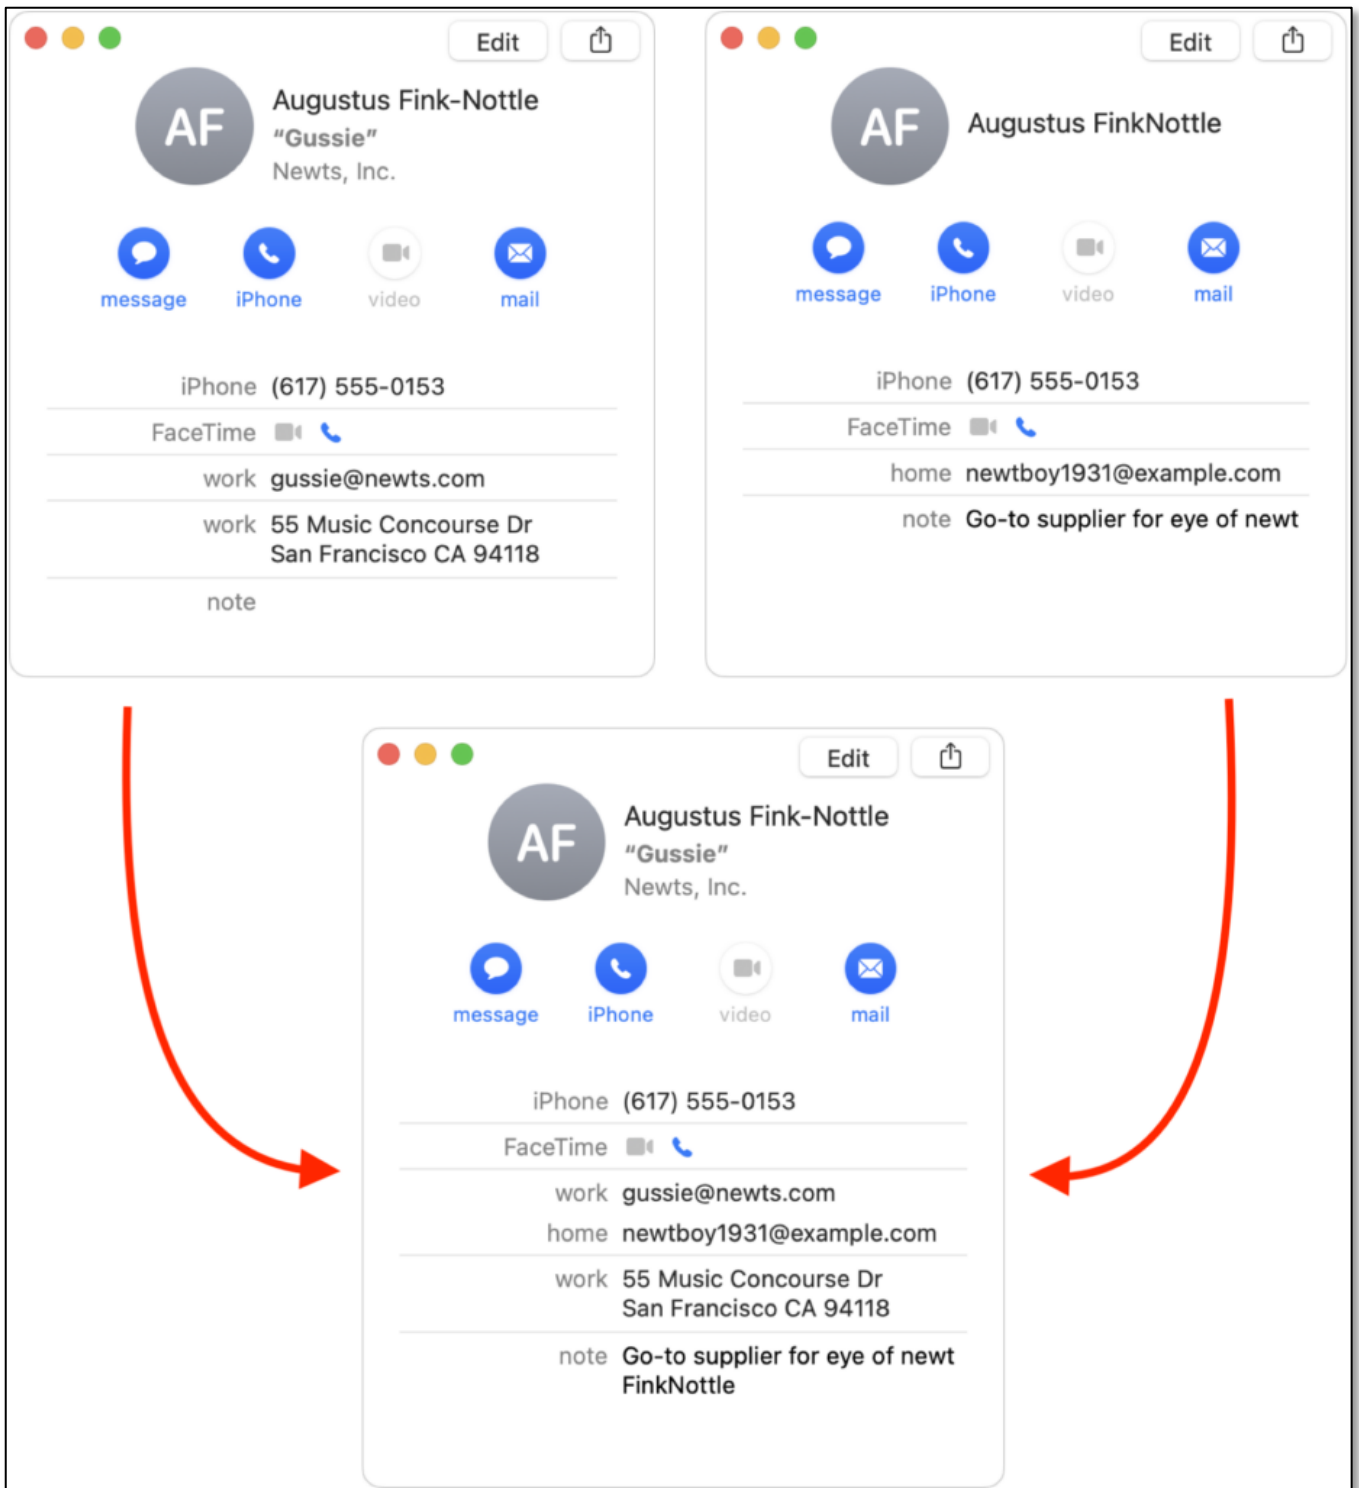 Edit
AF
Augustus Fink-Nottle
“Gussie”
Newts, Inc.
message iPhone video mail
iPhone (617) 555-0153
FaceTime
work gussie@newts.com
work 55 Music Concourse Dr
San Francisco CA 94118
note
Edit
AF
Augustus FinkNottle
message iPhone video mail
iPhone (617) 555-0153
FaceTime
home newtboy1931@example.com
note Go-to supplier for eye of newt
Edit
AF
Augustus Fink-Nottle
“Gussie”
Newts, Inc.
message iPhone video mail
iPhone (617) 555-0153
FaceTime
work gussie@newts.com
home newtboy1931@example.com
work 55 Music Concourse Dr
San Francisco CA 94118
note Go-to supplier for eye of newt
FinkNottle